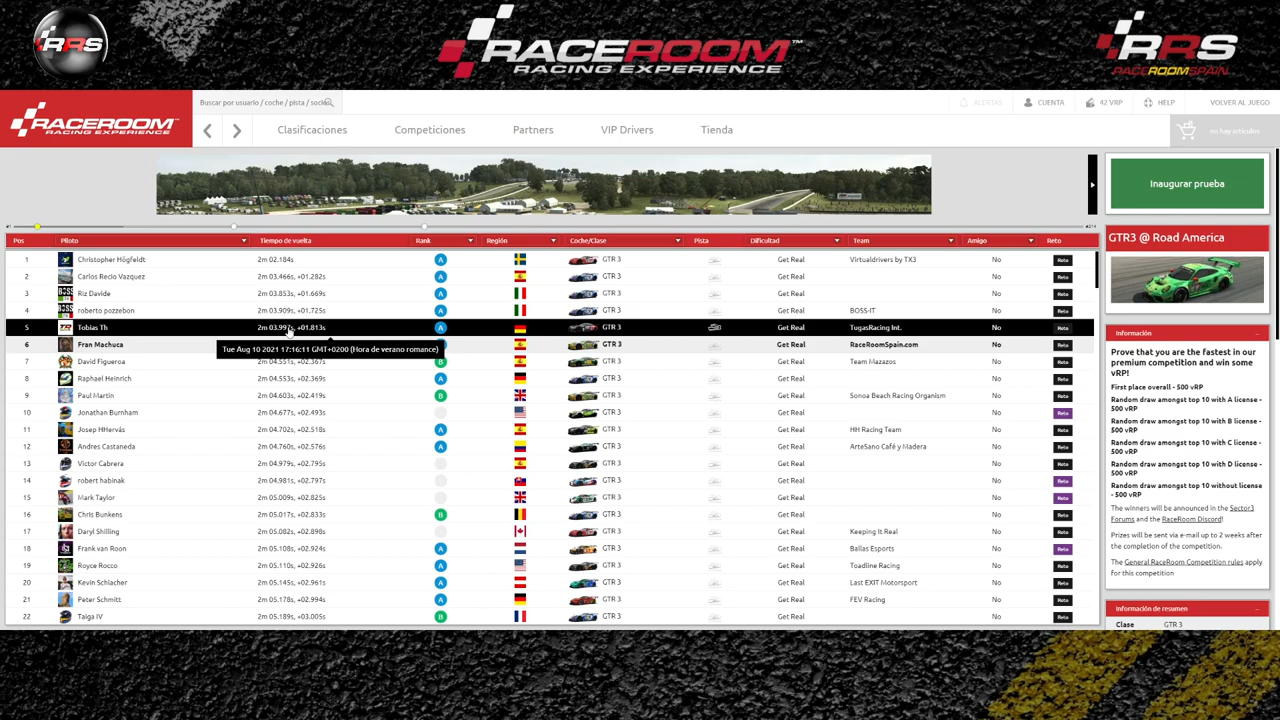 RRS
RACEROOM™
RACING EXPERIENCE
RRS
RACEROOMSPAIN
RACEROOM
RACING EXPERIENCE
Buscar por usuario / coche / pista / social
ALERTAS CUENTA 42 VRP HELP VOLVER AL JUEGO
Clasificaciones Competiciones Partners VIP Drivers Tienda
no hay artículos
Inaugurar prueba
#1
Pos Piloto Tiempo de vuelta Rank Región Coche/Clase Pista Dificultad Team Amigo Reto
1 Christopher Högfeldt 2m 02.184s A GTR 3 Get Real Virtualdrivers by TX3 No Reto
2 Carlos Recio Vazquez 2m 03.466s, +01.282s A GTR 3 Get Real No Reto
3 Riz Davide 2m 03.853s, +01.669s A GTR 3 Get Real No Reto
4 roberto pozzebon 2m 03.909s, +01.725s A GTR 3 Get Real BOSS-IT No Reto
5 Tobias Th 2m 03.997s, +01.813s A GTR 3 Get Real TugasRacing Int. No Reto
6 Fran Machuca GTR 3 Get Real RaceRoomSpain.com No Reto
Tue Aug 10 2021 17:16:11 GMT+0200 (Hora de verano romance)
7 David Figueroa 2m 04.551s, +02.367s B GTR 3 Get Real Team Mazazos No Reto
8 Raphael Heinrich 2m 04.553s, +02.369s A GTR 3 Get Real No Reto
9 Paul Martin 2m 04.603s, +02.419s B GTR 3 Get Real Sonoa Beach Racing Organism No Reto
10 Jonathan Burnham 2m 04.677s, +02.493s GTR 3 Get Real No Reto
11 Josep HHervás 2m 04.702s, +02.518s A GTR 3 Get Real HH Racing Team No Reto
12 Andres Castaneda 2m 04.760s, +02.576s A GTR 3 Get Real ArteSano Café y Madera No Reto
13 Victor Cabrera 2m 04.979s, +02.795s GTR 3 Get Real No Reto
14 robert habinak 2m 04.981s, +02.797s GTR 3 Get Real No Reto
15 Mark Taylor 2m 05.009s, +02.825s GTR 3 Get Real No Reto
16 Chris Bunkens 2m 05.017s, +02.833s B GTR 3 Get Real No Reto
17 Daryl Shilling 2m 05.082s, +02.898s GTR 3 Get Real Keeping It Real No Reto
18 Frank van Roon 2m 05.108s, +02.924s A GTR 3 Get Real Ballas Esports No Reto
19 Royce Rocco 2m 05.110s, +02.926s A GTR 3 Get Real Toadline Racing No Reto
20 Kevin Schlacher 2m 05.145s, +02.961s A GTR 3 Get Real Last EXIT Motorsport No Reto
21 Peter Schmitt 2m 05.178s, +02.994s A GTR 3 Get Real FEV Racing No Reto
22 Taiga IV 2m 05.189s, +03.005s B GTR 3 Get Real No Reto
GTR3 @ Road America
Información
Prove that you are the fastest in our
premium competition and win some
vRP!
First place overall - 500 vRP
Random draw amongst top 10 with A license -
500 vRP
Random draw amongst top 10 with B license -
500 vRP
Random draw amongst top 10 with C license -
500 vRP
Random draw amongst top 10 with D license -
500 vRP
Random draw amongst top 10 without license
- 500 vRP
The winners will be announced in the Sector3
Forums and the RaceRoom Discord!
Prizes will be sent via e-mail up to 2 weeks after
the completion of the competition.
The General RaceRoom Competition rules apply
for this competition
Información de resumen
Clase GTR 3